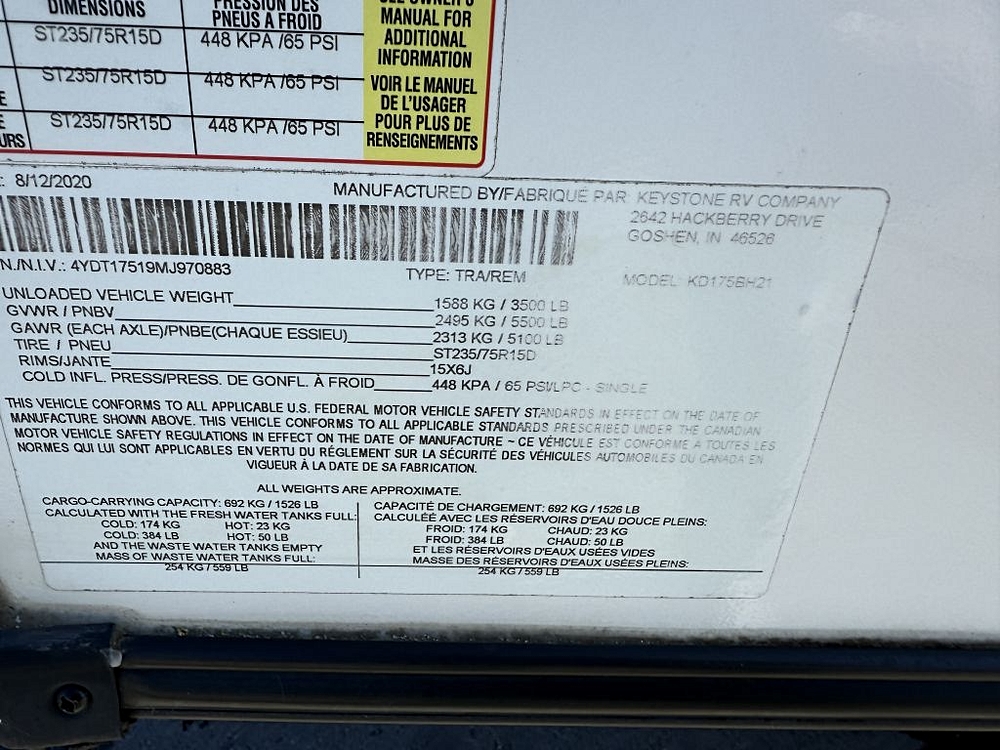 DIMENSIONS
PRESSION DES
PNEUS A FROID
SEE OWNER'S
MANUAL FOR
ADDITIONAL
INFORMATION
VOIR LE MANUEL
DE L'USAGER
POUR PLUS DE
RENSEIGNEMENTS
ST235/75R15D 448 KPA /65 PSI
ST235/75R15D 448 KPA /65 PSI
ST235/75R15D 448 KPA /65 PSI
8/12/2020
MANUFACTURED BY/FABRIQUE PAR: KEYSTONE RV COMPANY
2642 HACKBERRY DRIVE
GOSHEN, IN 46526
N./N.I.V.: 4YDT17519MJ970883
TYPE: TRA/REM
MODEL: KD175BH21
UNLOADED VEHICLE WEIGHT 1588 KG / 3500 LB
GVWR / PNBV 2495 KG / 5500 LB
GAWR (EACH AXLE)/PNBE(CHAQUE ESSIEU) 2313 KG / 5100 LB
TIRE / PNEU ST235/75R15D
RIMS/JANTE 15X6J
COLD INFL. PRESS/PRESS. DE GONFL. À FROID 448 KPA / 65 PSI/LPC - SINGLE
THIS VEHICLE CONFORMS TO ALL APPLICABLE U.S. FEDERAL MOTOR VEHICLE SAFETY STANDARDS IN EFFECT ON THE DATE OF
MANUFACTURE SHOWN ABOVE. THIS VEHICLE CONFORMS TO ALL APPLICABLE STANDARDS PRESCRIBED UNDER THE CANADIAN
MOTOR VEHICLE SAFETY REGULATIONS IN EFFECT ON THE DATE OF MANUFACTURE ~ CE VÉHICULE EST CONFORME A TOUTES LES
NORMES QUI LUI SONT APPLICABLES EN VERTU DU RÉGLEMENT SUR LA SÉCURITÉ DES VÉHICULES AUTOMOBILES DU CANADA EN
VIGUEUR À LA DATE DE SA FABRICATION.
ALL WEIGHTS ARE APPROXIMATE.
CARGO-CARRYING CAPACITY: 692 KG / 1526 LB
CALCULATED WITH THE FRESH WATER TANKS FULL:
COLD: 174 KG HOT: 23 KG
COLD: 384 LB HOT: 50 LB
AND THE WASTE WATER TANKS EMPTY
MASS OF WASTE WATER TANKS FULL:
254 KG / 559 LB
CAPACITÉ DE CHARGEMENT: 692 KG / 1526 LB
CALCULÉE AVEC LES RÉSERVOIRS D'EAU DOUCE PLEINS:
FROID: 174 KG CHAUD: 23 KG
FROID: 384 LB CHAUD: 50 LB
ET LES RÉSERVOIRS D'EAUX USÉES VIDES
MASSE DES RÉSERVOIRS D'EAUX USÉES PLEINS:
254 KG / 559 LB